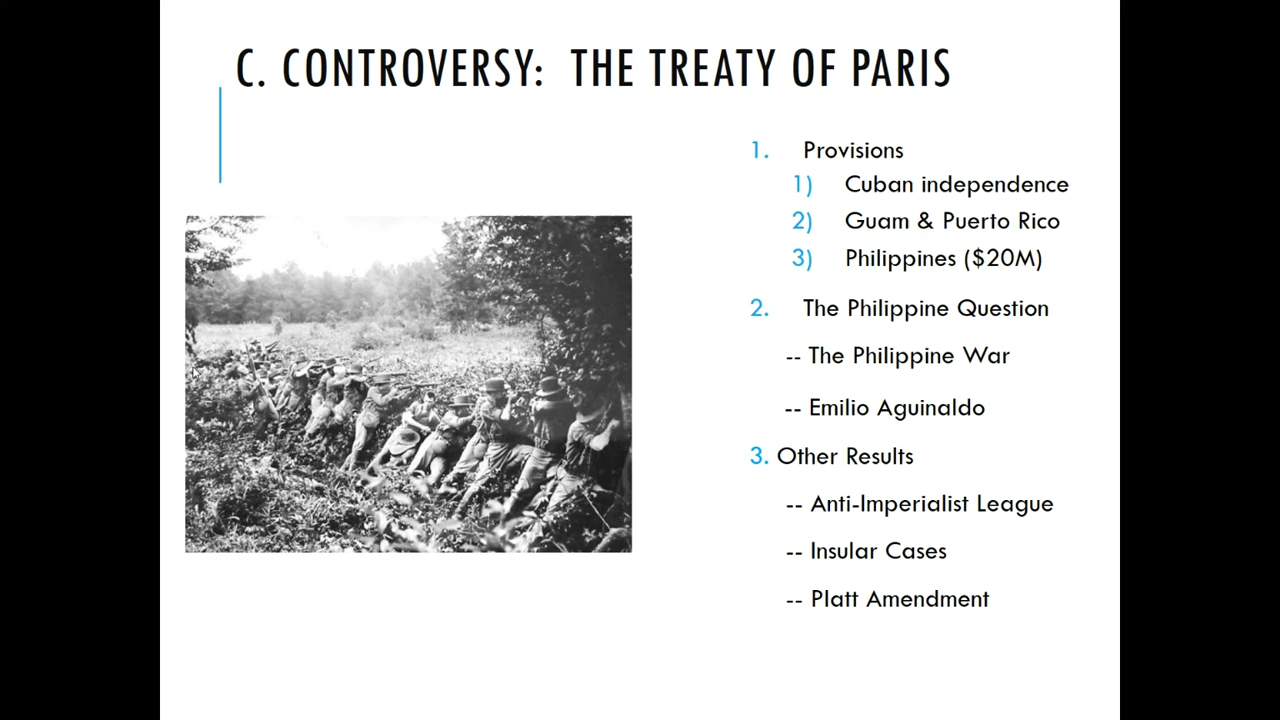 C. CONTROVERSY: THE TREATY OF PARIS
1. Provisions
1) Cuban independence
2) Guam & Puerto Rico
3) Philippines ($20M)
2. The Philippine Question
-- The Philippine War
-- Emilio Aguinaldo
3. Other Results
-- Anti-Imperialist League
-- Insular Cases
-- Platt Amendment